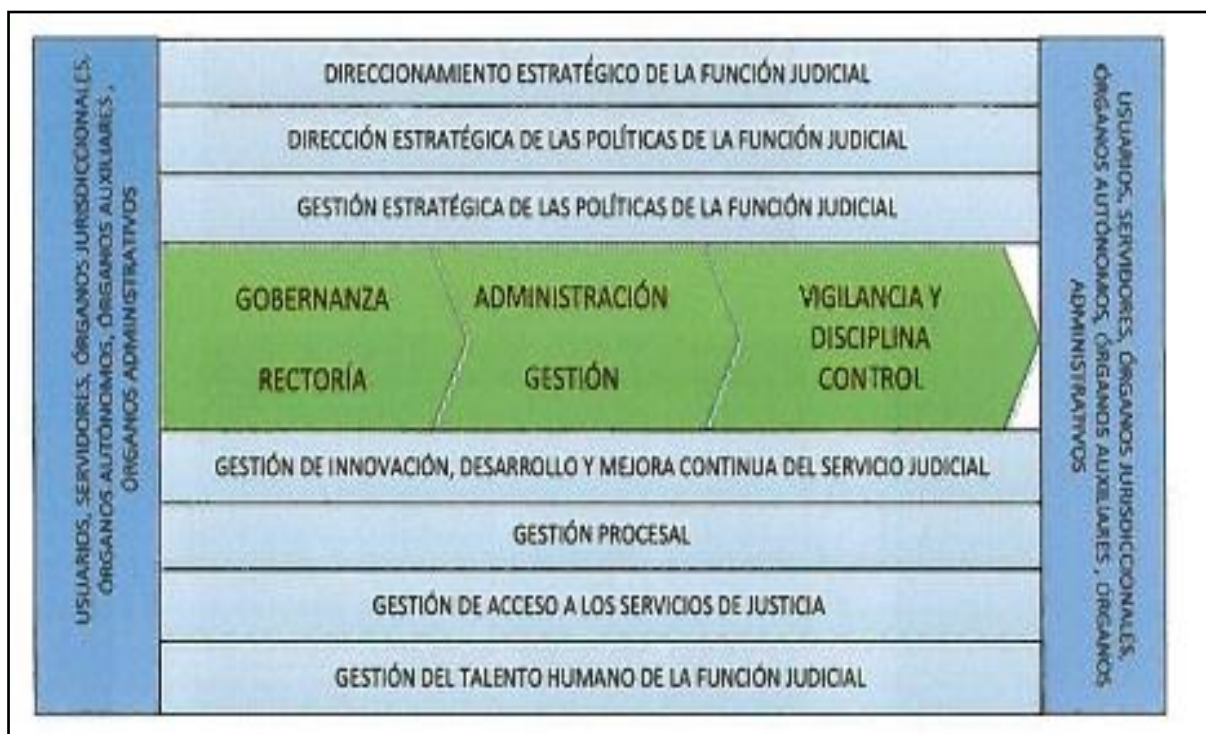 USUARIOS, SERVIDORES, ÓRGANOS JURISDICCIONALES,
ÓRGANOS AUTÓNOMOS, ÓRGANOS AUXILIARES ,
ÓRGANOS ADMINISTRATIVOS
DIRECCIONAMIENTO ESTRATÉGICO DE LA FUNCIÓN JUDICIAL
DIRECCIÓN ESTRATÉGICA DE LAS POLÍTICAS DE LA FUNCIÓN JUDICIAL
GESTIÓN ESTRATÉGICA DE LAS POLÍTICAS DE LA FUNCIÓN JUDICIAL
GOBERNANZA
RECTORÍA
ADMINISTRACIÓN
GESTIÓN
VIGILANCIA Y
DISCIPLINA
CONTROL
GESTIÓN DE INNOVACIÓN, DESARROLLO Y MEJORA CONTINUA DEL SERVICIO JUDICIAL
GESTIÓN PROCESAL
GESTIÓN DE ACCESO A LOS SERVICIOS DE JUSTICIA
GESTIÓN DEL TALENTO HUMANO DE LA FUNCIÓN JUDICIAL
USUARIOS, SERVIDORES, ÓRGANOS JURISDICCIONALES,
ÓRGANOS AUTÓNOMOS, ÓRGANOS AUXILIARES , ÓRGANOS
ADMINISTRATIVOS